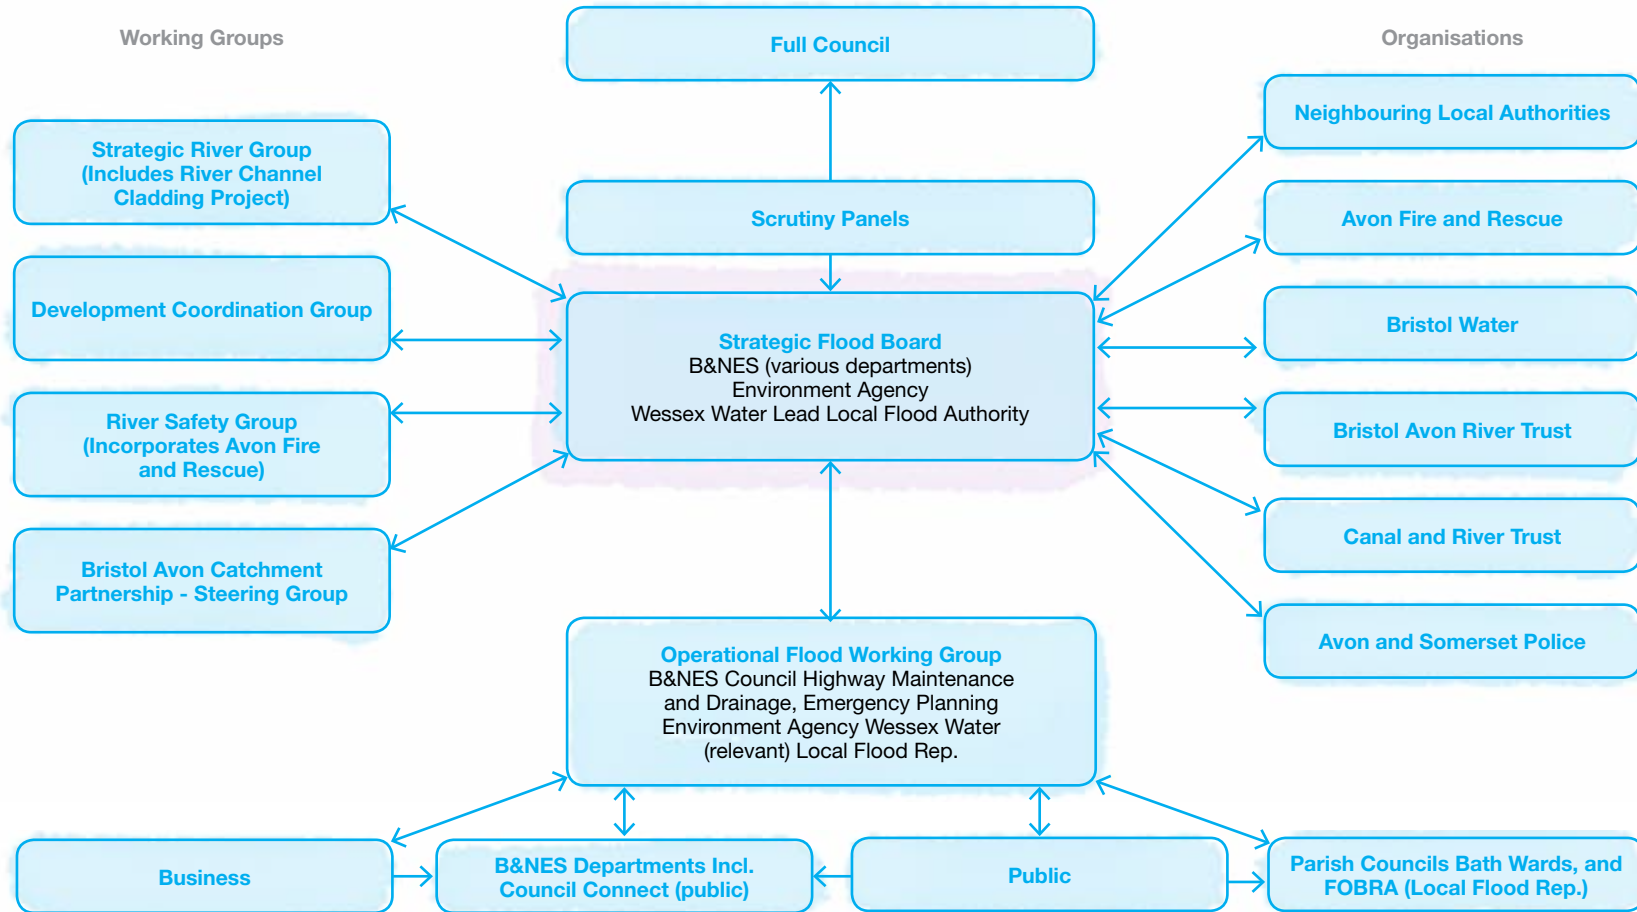 Working Groups
Full Council
Organisations
Strategic River Group
(Includes River Channel
Cladding Project)
Development Coordination Group
River Safety Group
(Incorporates Avon Fire
and Rescue)
Bristol Avon Catchment
Partnership - Steering Group
Scrutiny Panels
Strategic Flood Board
B&NES (various departments)
Environment Agency
Wessex Water Lead Local Flood Authority
Neighbouring Local Authorities
Avon Fire and Rescue
Bristol Water
Bristol Avon River Trust
Canal and River Trust
Avon and Somerset Police
Operational Flood Working Group
B&NES Council Highway Maintenance
and Drainage, Emergency Planning
Environment Agency Wessex Water
(relevant) Local Flood Rep.
Business
B&NES Departments Incl.
Council Connect (public)
Public
Parish Councils Bath Wards, and
FOBRA (Local Flood Rep.)